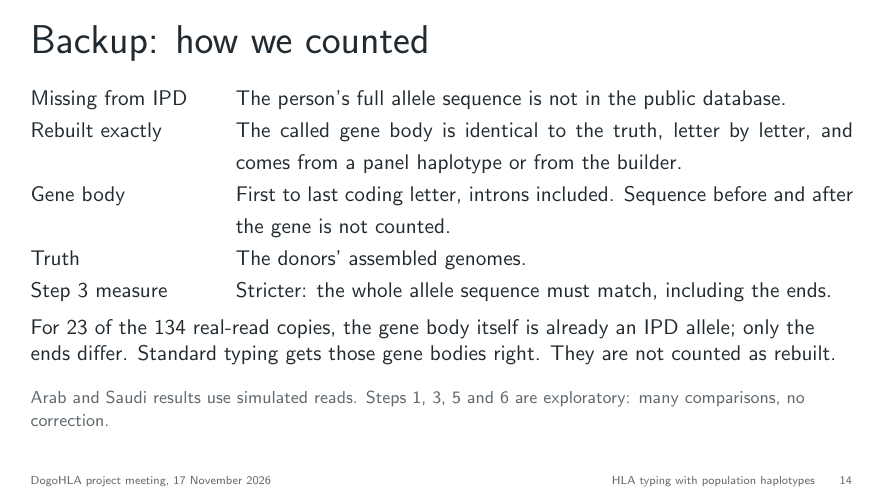 Backup: how we counted
Missing from IPD The person's full allele sequence is not in the public database.
Rebuilt exactly The called gene body is identical to the truth, letter by letter, and
comes from a panel haplotype or from the builder.
Gene body First to last coding letter, introns included. Sequence before and after
the gene is not counted.
Truth The donors' assembled genomes.
Step 3 measure Stricter: the whole allele sequence must match, including the ends.
For 23 of the 134 real-read copies, the gene body itself is already an IPD allele; only the
ends differ. Standard typing gets those gene bodies right. They are not counted as rebuilt.
Arab and Saudi results use simulated reads. Steps 1, 3, 5 and 6 are exploratory: many comparisons, no
correction.
DogoHLA project meeting, 17 November 2026 HLA typing with population haplotypes 14